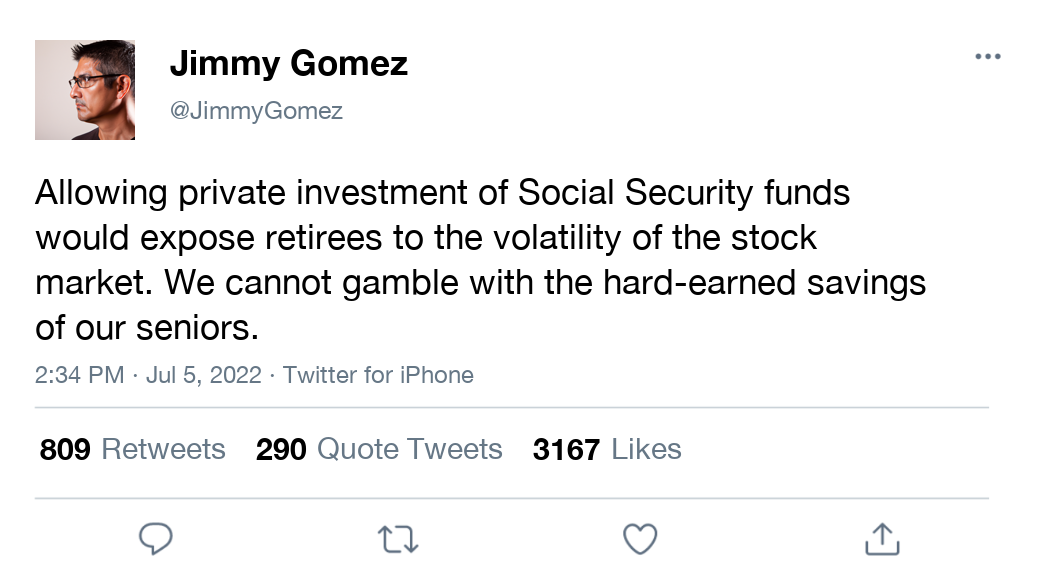 Jimmy Gomez
@JimmyGomez
Allowing private investment of Social Security funds
would expose retirees to the volatility of the stock
market. We cannot gamble with the hard-earned savings
of our seniors.
2:34 PM · Jul 5, 2022 · Twitter for iPhone
809 Retweets 290 Quote Tweets 3167 Likes